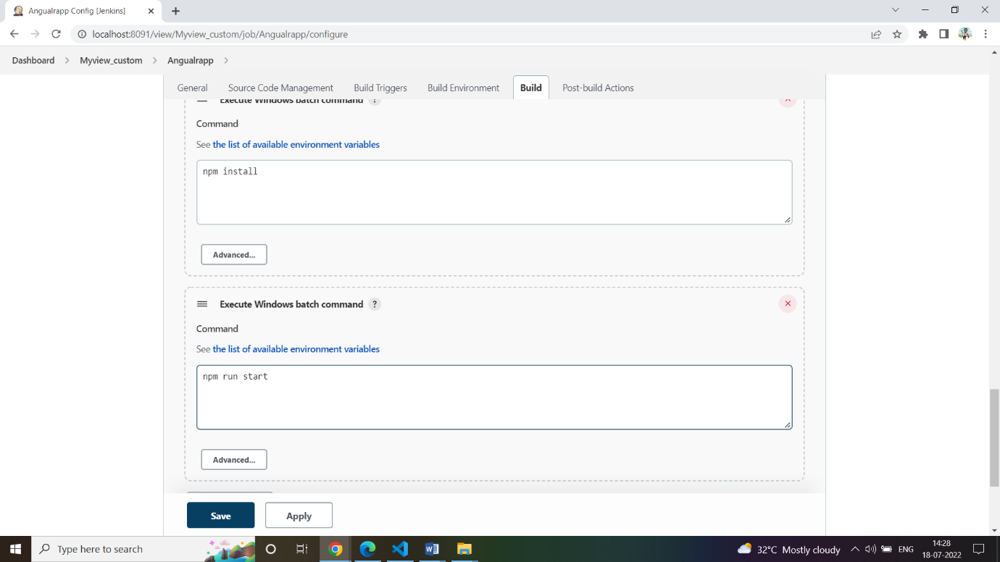 Angualrapp Config [Jenkins]
localhost:8091/view/Myview_custom/job/Angualrapp/configure
Dashboard > Myview_custom > Angualrapp >
General Source Code Management Build Triggers Build Environment Build Post-build Actions
Execute Windows batch command ?
Command
See the list of available environment variables
npm install
Advanced...
Execute Windows batch command ?
Command
See the list of available environment variables
npm run start
Advanced...
Save Apply
Type here to search
32°C Mostly cloudy
ENG
14:28
18-07-2022